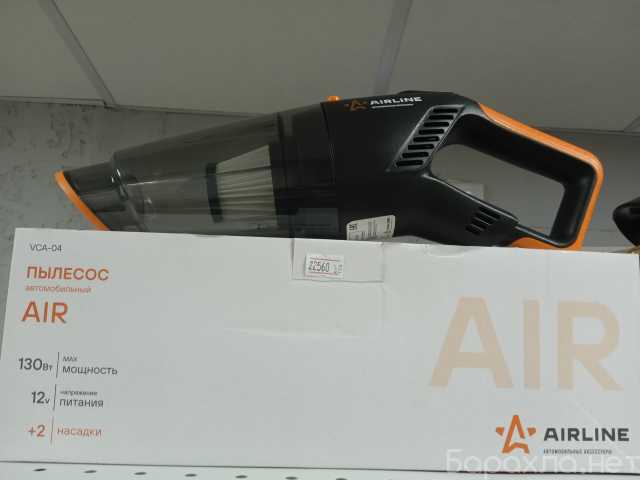 AIRLINE
VCA-04
ПЫЛЕСОС
автомобильный
AIR
22560
130Вт
MAX
мощность
12v
напряжение
питания
+2 насадки
AIR
AIRLINE
АВТОМОБИЛЬНЫЕ АКСЕССУАРЫ
Барахла.нет